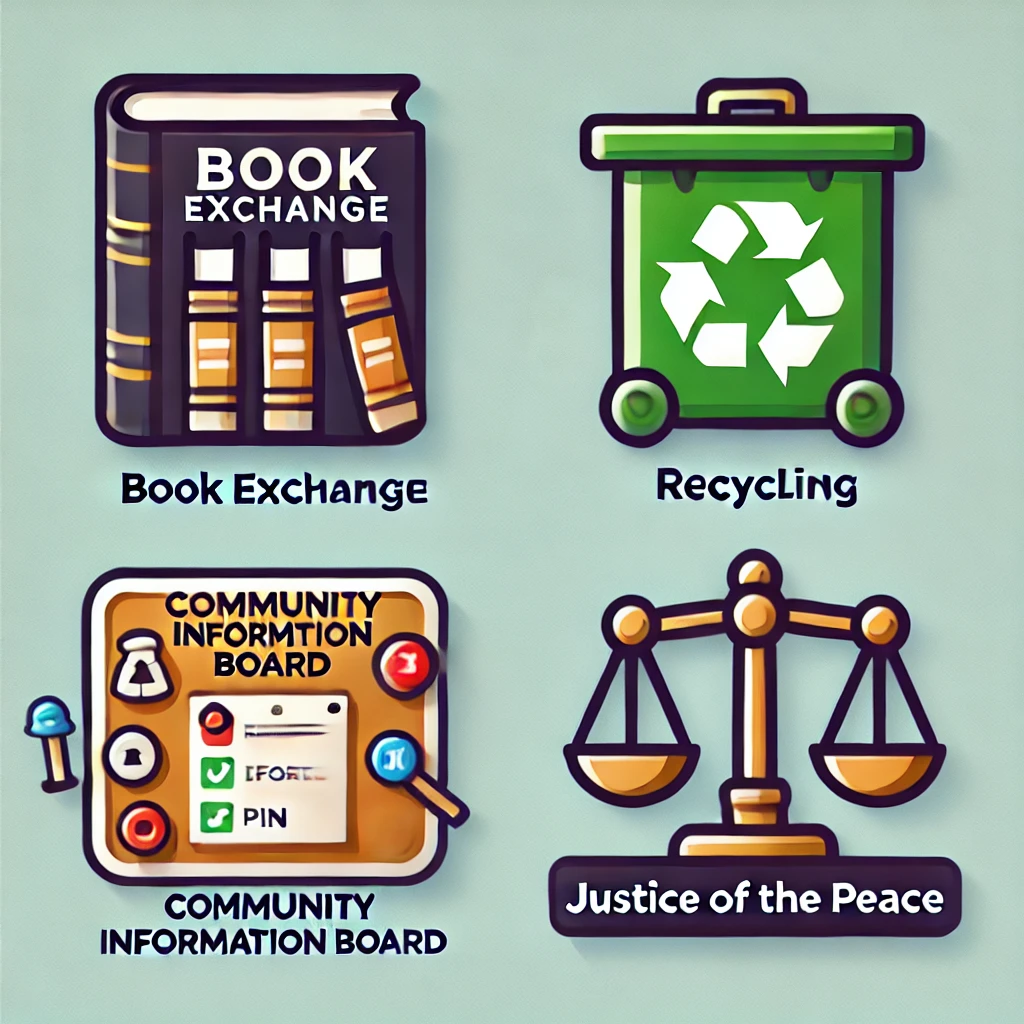 BOOK
EXCHANGE
Book Exchange
Recycling
COMMUNITY
INFORMTION
BOARD
PIN
COMMUNITY
INFORMATION BOARD
Justice of the Peace